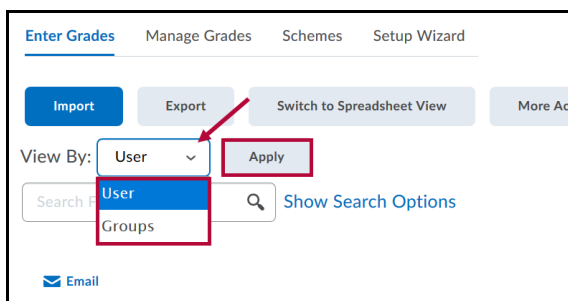 Enter Grades Manage Grades Schemes Setup Wizard
Import Export Switch to Spreadsheet View More
View By: User Apply
Search Show Search Options
User
Groups
Email